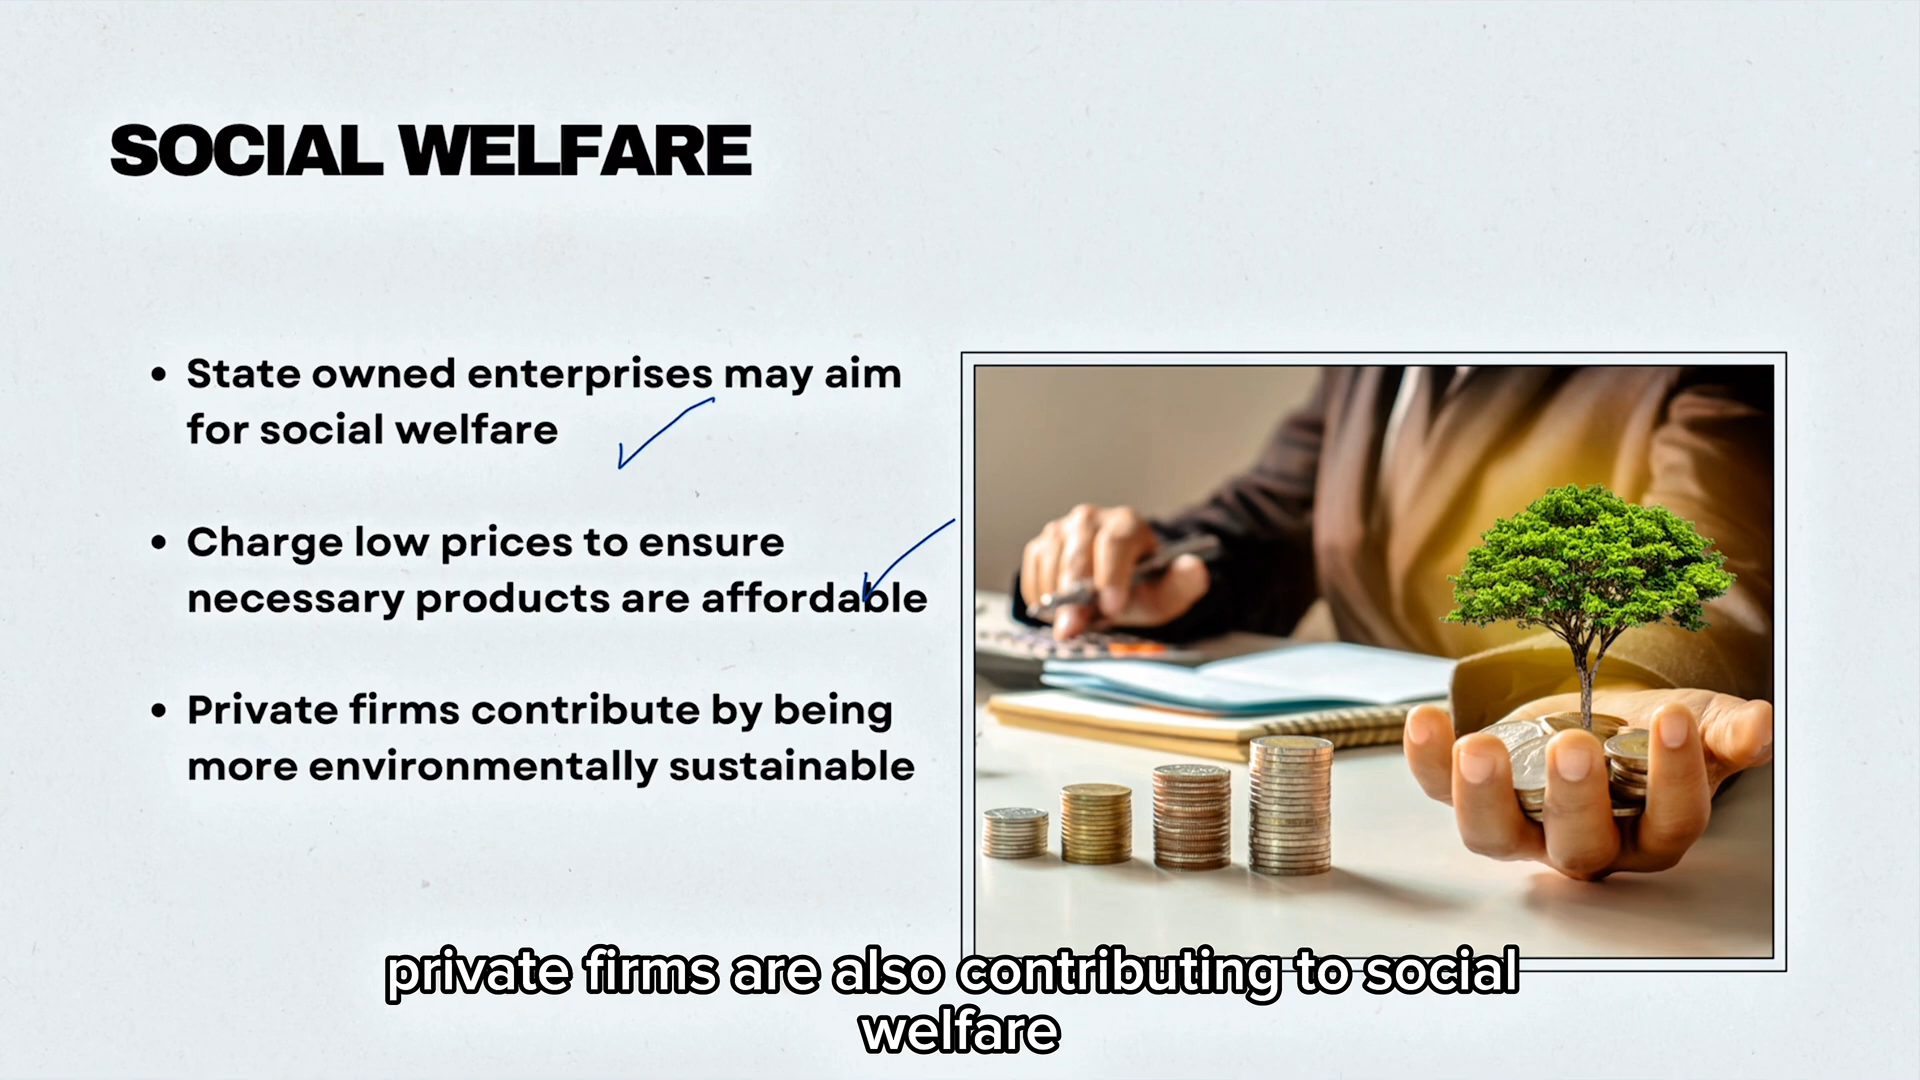 SOCIAL WELFARE
• State owned enterprises may aim
for social welfare
• Charge low prices to ensure
necessary products are affordable
• Private firms contribute by being
more environmentally sustainable
private firms are also contributing to social
welfare